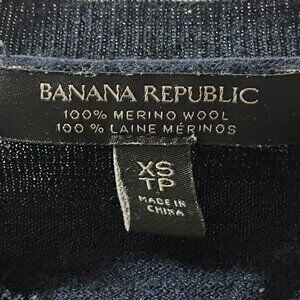 BANANA REPUBLIC
100% MERINO WOOL
100 % LAINE MÉRINOS
XS
TP
MADE IN
CHINA